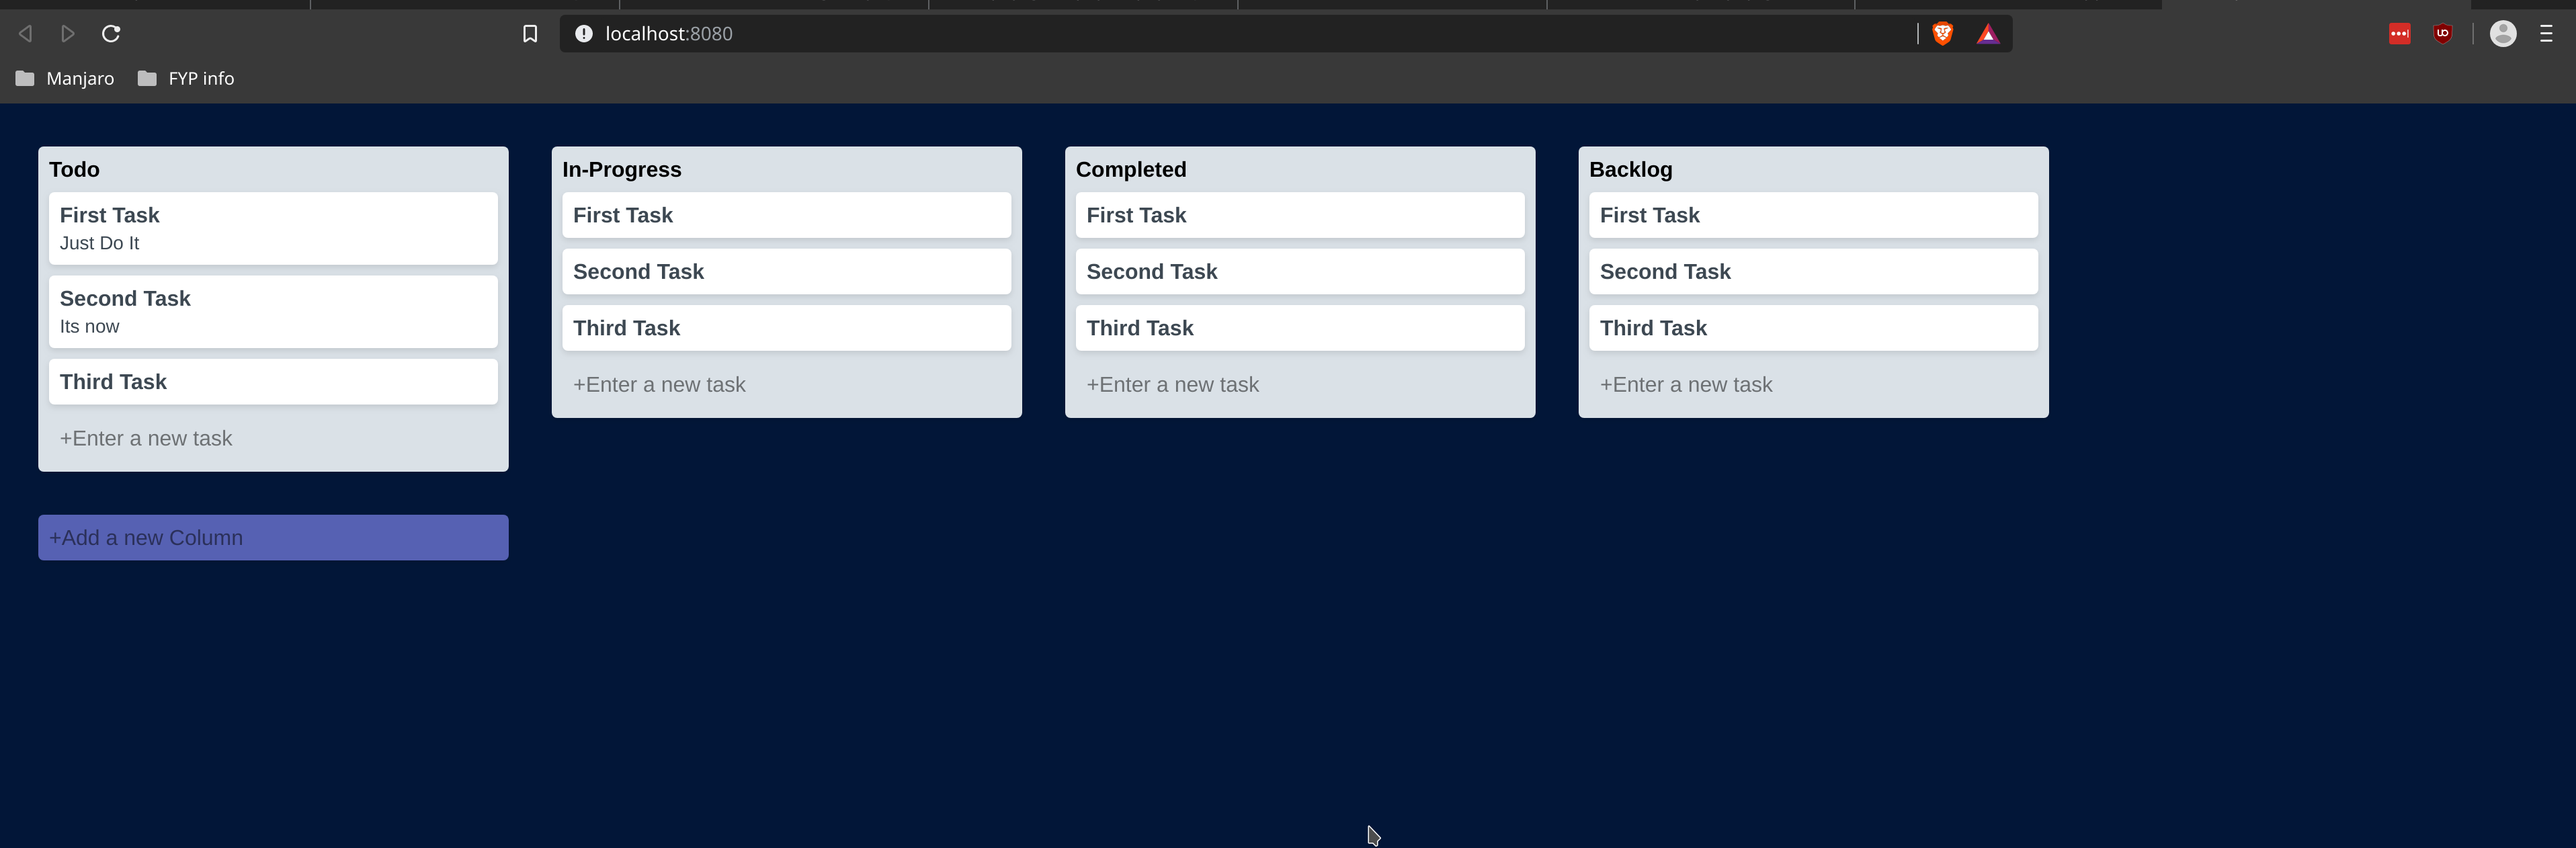 localhost:8080
Manjaro
FYP info
Todo
First Task
Just Do It
Second Task
Its now
Third Task
+Enter a new task
+Add a new Column
In-Progress
First Task
Second Task
Third Task
+Enter a new task
Completed
First Task
Second Task
Third Task
+Enter a new task
Backlog
First Task
Second Task
Third Task
+Enter a new task